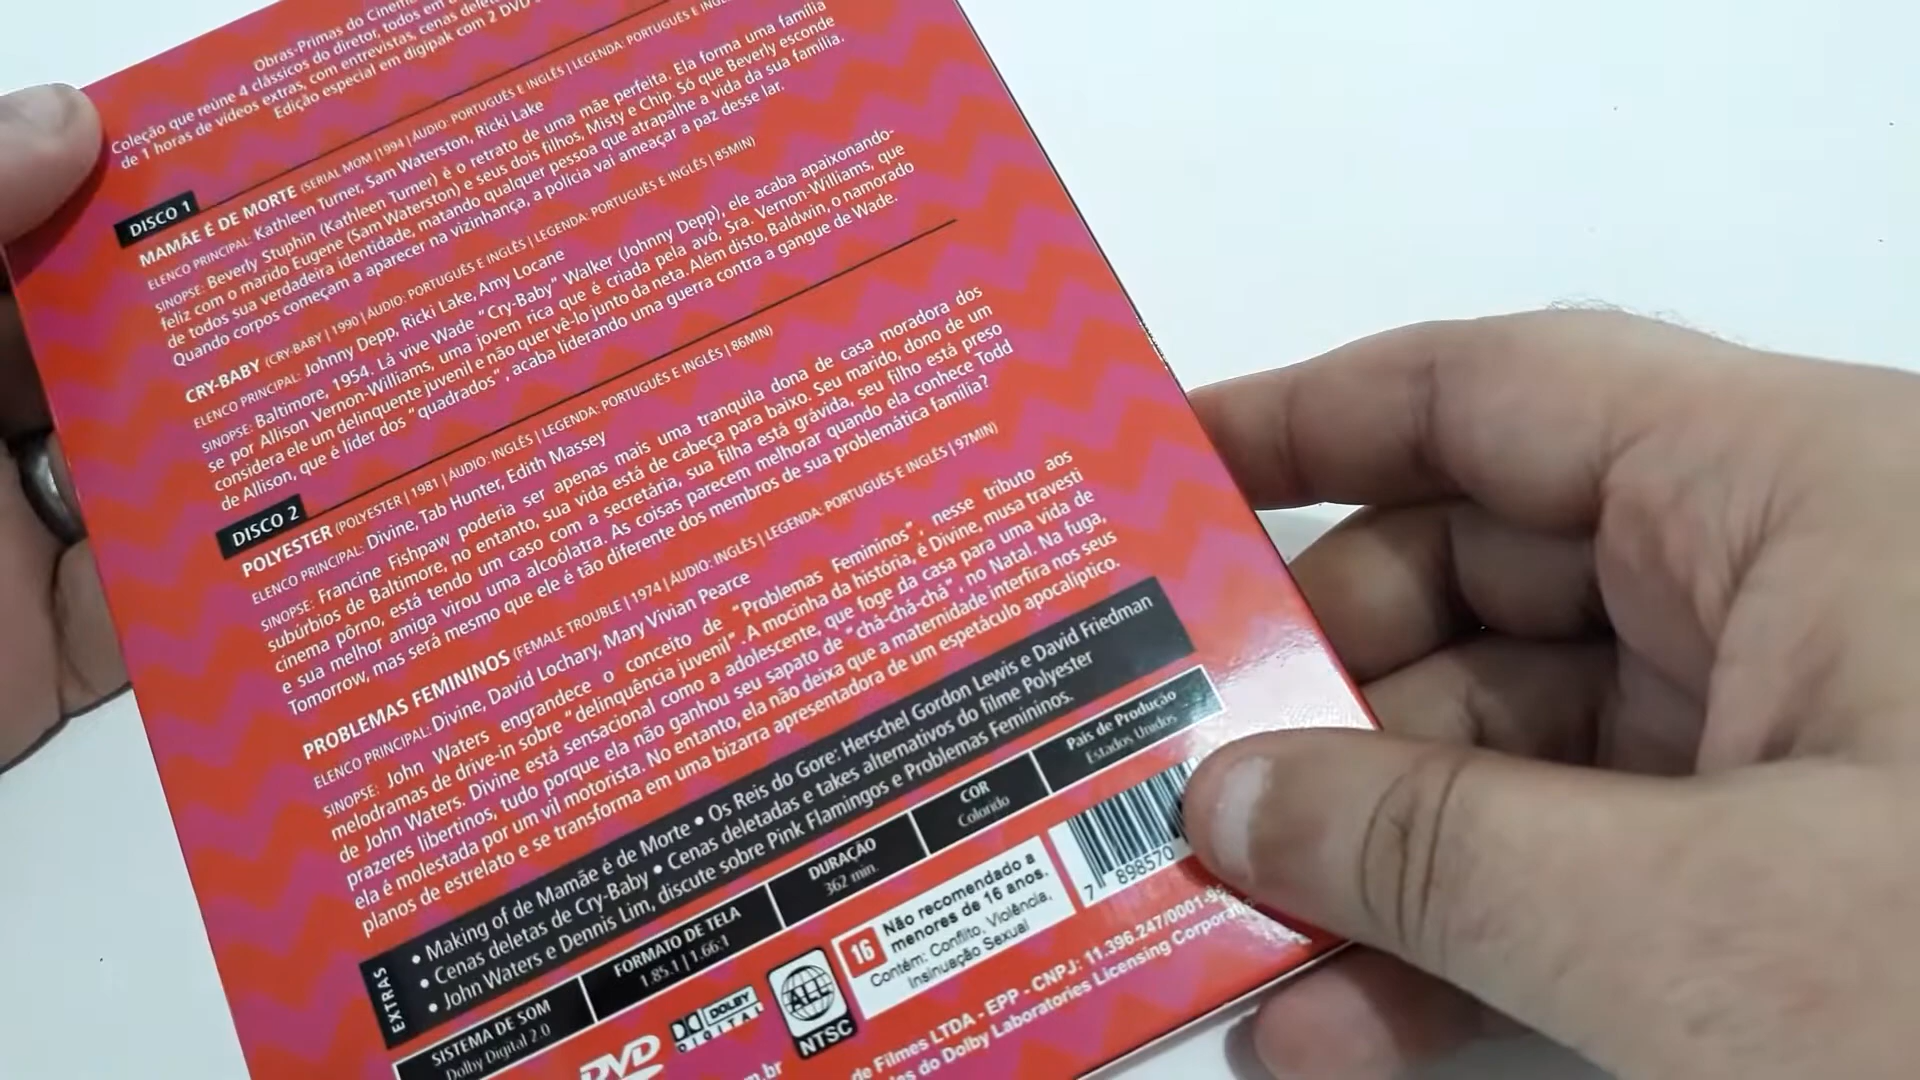 Obras-Primas do Cinema
Coleção que reúne 4 clássicos do diretor, todos em
de 1 horas de vídeos extras, com entrevistas, cenas
Edição especial em digipak com 2 DVD
DISCO 1
MAMÃE É DE MORTE (SERIAL MOM |1994 | ÁUDIO: PORTUGUÊS E INGLÊS | LEGENDA: PORTUGUÊS E
ELENCO PRINCIPAL: Kathleen Turner, Sam Waterston, Ricki Lake
SINOPSE: Beverly Stuphin (Kathleen Turner) é o retrato de uma mãe perfeita. Ela forma uma família
feliz com o marido Eugene (Sam Waterston) e seus dois filhos, Misty e Chip. Só que Beverly esconde
de todos sua verdadeira identidade, matando qualquer pessoa que atrapalhe a vida da sua família.
Quando corpos começam a aparecer na vizinhança, a polícia vai ameaçar a paz desse lar.
CRY-BABY (CRY-BABY | 1990 | ÁUDIO: PORTUGUÊS E INGLÊS | LEGENDA: PORTUGUÊS E INGLÊS | 85MIN)
ELENCO PRINCIPAL: Johnny Depp, Ricki Lake, Amy Locane
SINOPSE: Baltimore, 1954. Lá vive Wade "Cry-Baby" Walker (Johnny Depp), ele acaba apaixonando-
se por Allison Vernon-Williams, uma jovem rica que é criada pela avó, Sra. Vernon-Williams, que
considera ele um delinquente juvenil e não quer vê-lo junto da neta. Além disto, Baldwin, o namorado
de Allison, que é líder dos "quadrados", acaba liderando uma guerra contra a gangue de Wade.
DISCO 2
POLYESTER (POLYESTER | 1981 | ÁUDIO: INGLÊS | LEGENDA: PORTUGUÊS E INGLÊS | 86MIN)
ELENCO PRINCIPAL: Divine, Tab Hunter, Edith Massey
SINOPSE: Francine Fishpaw poderia ser apenas mais uma tranquila dona de casa moradora dos
subúrbios de Baltimore, no entanto, sua vida está de cabeça para baixo. Seu marido, dono de um
cinema pôrno, está tendo um caso com a secretária, sua filha está grávida, seu filho está preso
e sua melhor amiga virou uma alcoólatra. As coisas parecem melhorar quando ela conhece Todd
Tomorrow, mas será mesmo que ele é tão diferente dos membros de sua problemática família?
PROBLEMAS FEMININOS (FEMALE TROUBLE | 1974 | ÁUDIO: INGLÊS | LEGENDA: PORTUGUÊS E INGLÊS | 97MIN)
ELENCO PRINCIPAL: Divine, David Lochary, Mary Vivian Pearce
SINOPSE: John Waters engrandece o conceito de "Problemas Femininos", nesse tributo aos
melodramas de drive-in sobre "delinquência juvenil". A mocinha da história, é Divine, musa travesti
de John Waters. Divine está sensacional como a adolescente, que foge da casa para uma vida de
prazeres libertinos, tudo porque ela não ganhou seu sapato de "chá-chá-chá", no Natal. Na fuga,
ela é molestada por um vil motorista. No entanto, ela não deixa que a maternidade interfira nos seus
planos de estrelato e se transforma em uma bizarra apresentadora de um espetáculo apocalíptico.
EXTRAS
• Making of de Mamãe é de Morte • Os Reis do Gore: Herschel Gordon Lewis e David Friedman
• Cenas deletas de Cry-Baby • Cenas deletadas e takes alternativos do filme Polyester
• John Waters e Dennis Lim, discute sobre Pink Flamingos e Problemas Femininos.
SISTEMA DE SOM
Dolby Digital 2.0
FORMATO DE TELA
1.85.1 | 1.66:1
DURAÇÃO
362 min.
COR
Colorido
País de Produção
Estados Unidos
DVD
DOLBY
DIGITAL
ALL
NTSC
16
Não recomendado a
menores de 16 anos.
Contém: Conflito, Violência,
Insinuação Sexual
7 898570
de Filmes LTDA - EPP - CNPJ: 11.396.247/0001-9
do Dolby Laboratories Licensing
m.br